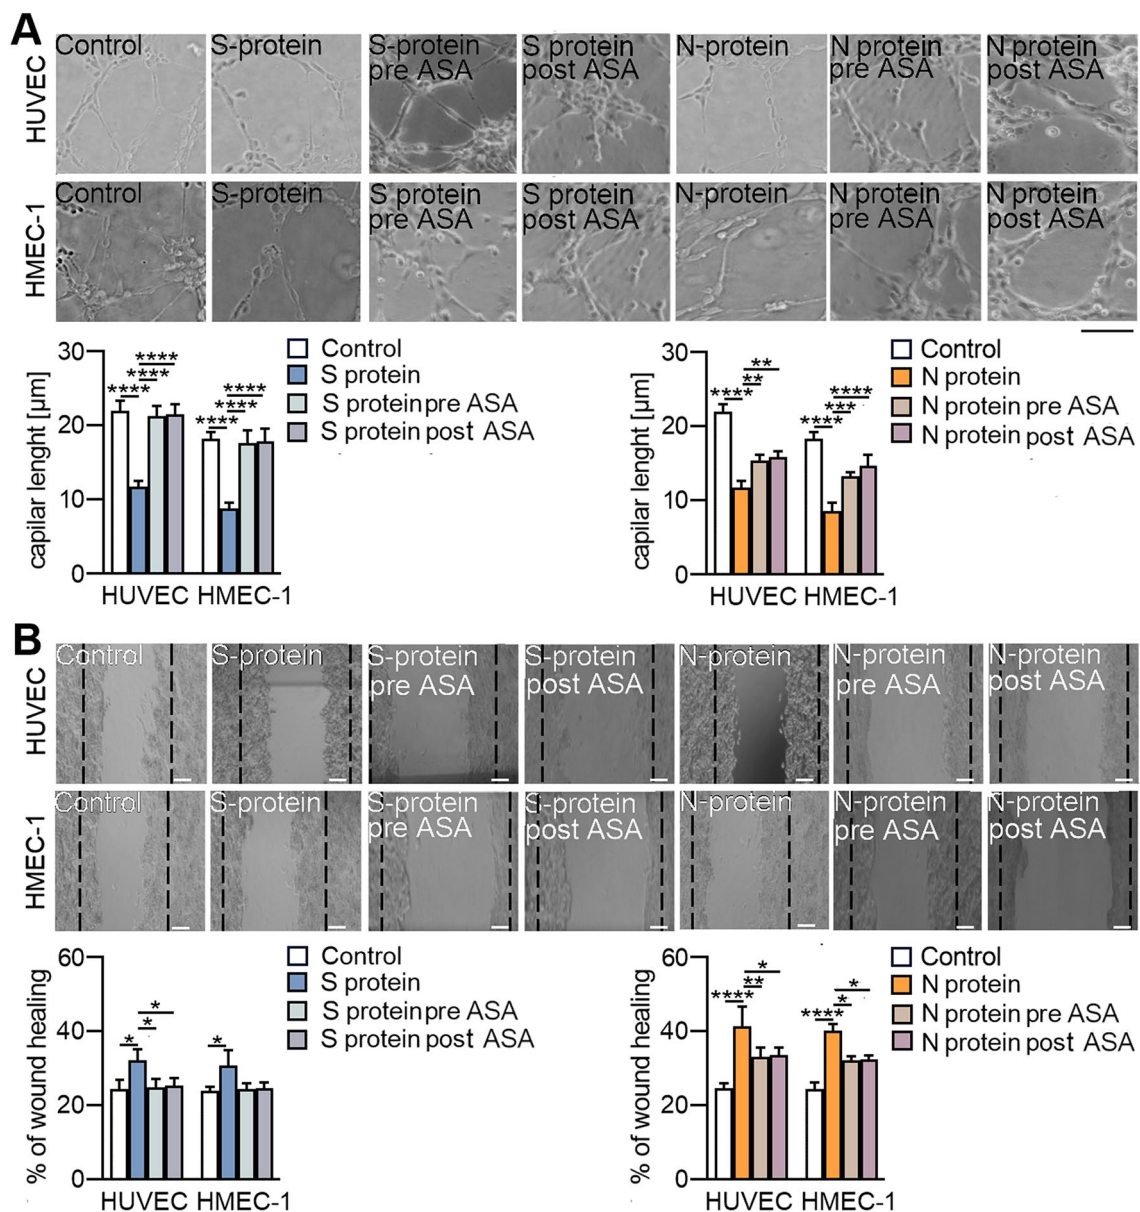 A
HUVEC
Control
S-protein
S-protein
pre ASA
S protein
post ASA
N-protein
N protein
pre ASA
N protein
post ASA
HMEC-1
Control
S-protein
S protein
pre ASA
S protein
post ASA
N-protein
N protein
pre ASA
N protein
post ASA
capilar lenght [µm]
30
20
10
0
**** **** ****
**** **** ****
HUVEC HMEC-1
Control
S protein
S protein pre ASA
S protein post ASA
capilar lenght [µm]
30
20
10
0
**** ** **
**** *** ****
HUVEC HMEC-1
Control
N protein
N protein pre ASA
N protein post ASA
B
HUVEC
Control
S-protein
S-protein
pre ASA
S-protein
post ASA
N-protein
N-protein
pre ASA
N-protein
post ASA
HMEC-1
Control
S-protein
S-protein
pre ASA
S-protein
post ASA
N-protein
N-protein
pre ASA
N-protein
post ASA
% of wound healing
60
40
20
0
* * *
*
HUVEC HMEC-1
Control
S protein
S protein pre ASA
S protein post ASA
% of wound healing
60
40
20
0
**** ** *
**** * *
HUVEC HMEC-1
Control
N protein
N protein pre ASA
N protein post ASA